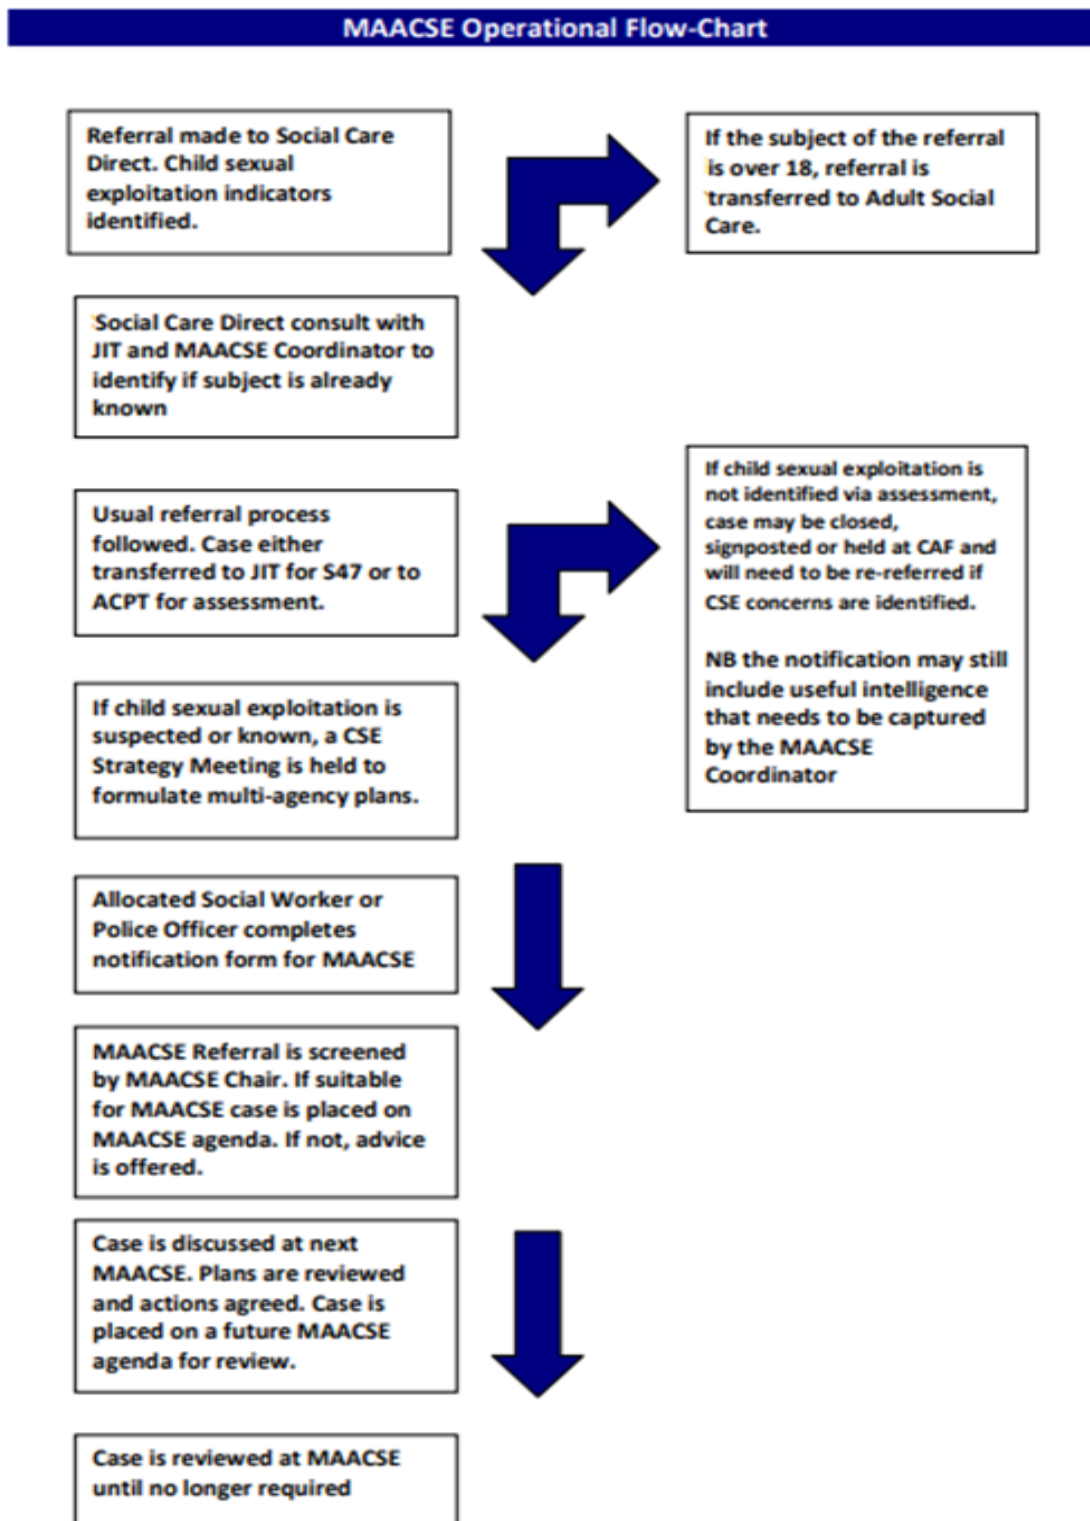 MAACSE Operational Flow-Chart
Referral made to Social Care
Direct. Child sexual
exploitation indicators
identified.
If the subject of the referral
is over 18, referral is
transferred to Adult Social
Care.
Social Care Direct consult with
JIT and MAACSE Coordinator to
identify if subject is already
known
Usual referral process
followed. Case either
transferred to JIT for S47 or to
ACPT for assessment.
If child sexual exploitation is
not identified via assessment,
case may be closed,
signposted or held at CAF and
will need to be re-referred if
CSE concerns are identified.
NB the notification may still
include useful intelligence
that needs to be captured
by the MAACSE
Coordinator
If child sexual exploitation is
suspected or known, a CSE
Strategy Meeting is held to
formulate multi-agency plans.
Allocated Social Worker or
Police Officer completes
notification form for MAACSE
MAACSE Referral is screened
by MAACSE Chair. If suitable
for MAACSE case is placed on
MAACSE agenda. If not, advice
is offered.
Case is discussed at next
MAACSE. Plans are reviewed
and actions agreed. Case is
placed on a future MAACSE
agenda for review.
Case is reviewed at MAACSE
until no longer required